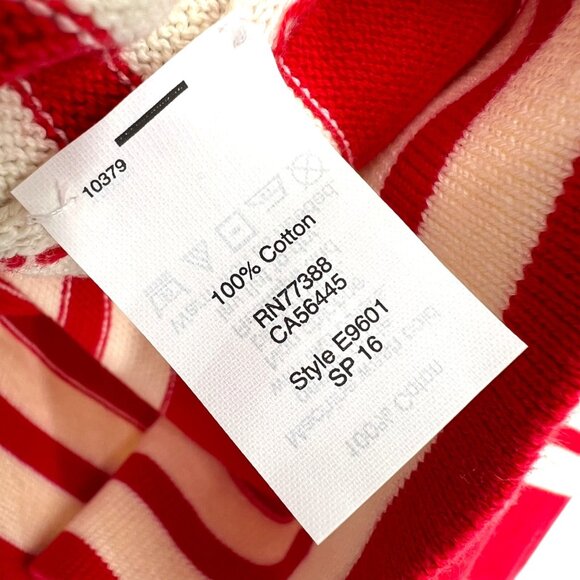 10379
100% Cotton
RN77388
CA56445
Style E9601
SP 16